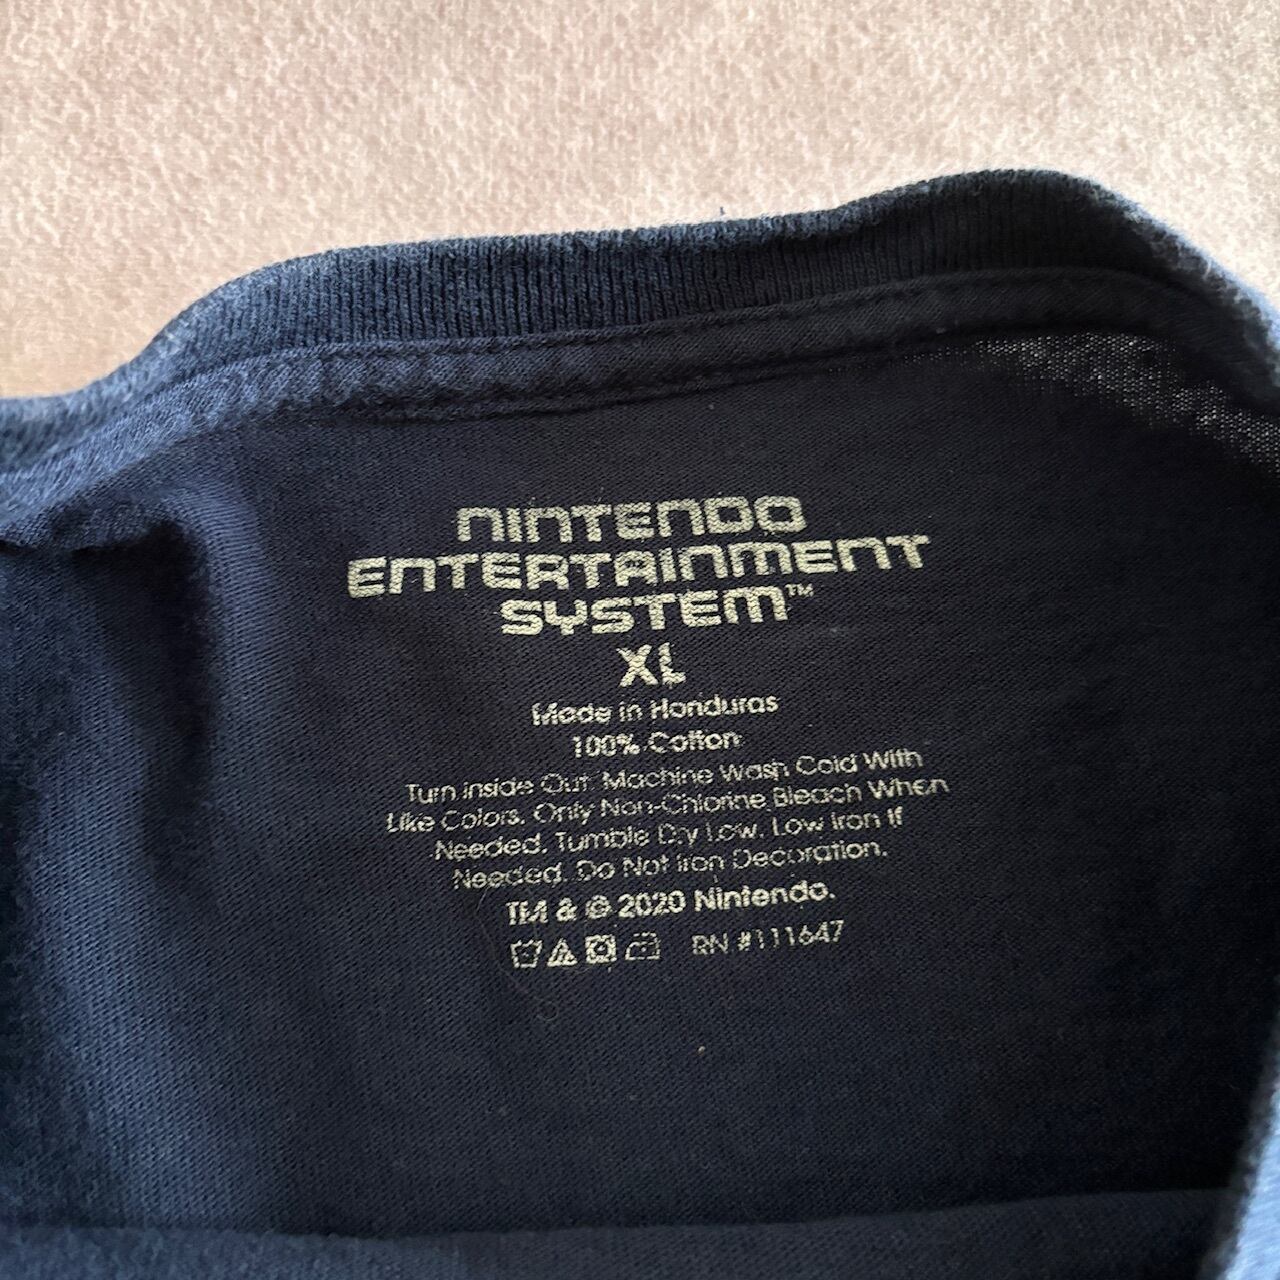 NINTENDO
ENTERTAINMENT
SYSTEM™
XL
Made in Honduras
100% Cotton
Turn Inside Out. Machine Wash Cold With
Like Colors. Only Non-Chlorine Bleach When
Needed. Tumble Dry Low. Low Iron If
Needed. Do Not Iron Decoration.
TM & © 2020 Nintendo.
RN #111647